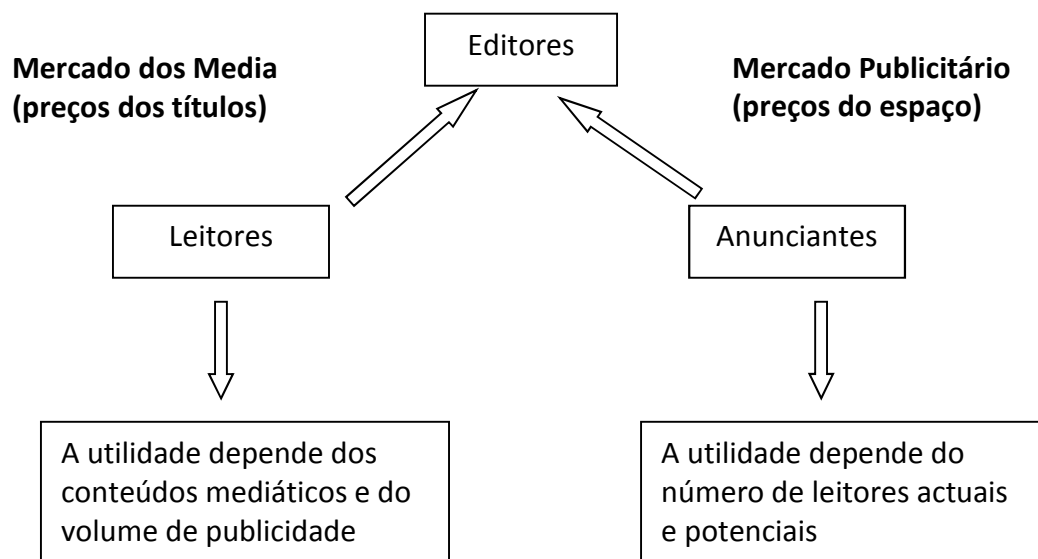 Editores
Mercado dos Media
(preços dos títulos)
Mercado Publicitário
(preços do espaço)
Leitores
Anunciantes
A utilidade depende dos
conteúdos mediáticos e do
volume de publicidade
A utilidade depende do
número de leitores actuais
e potenciais